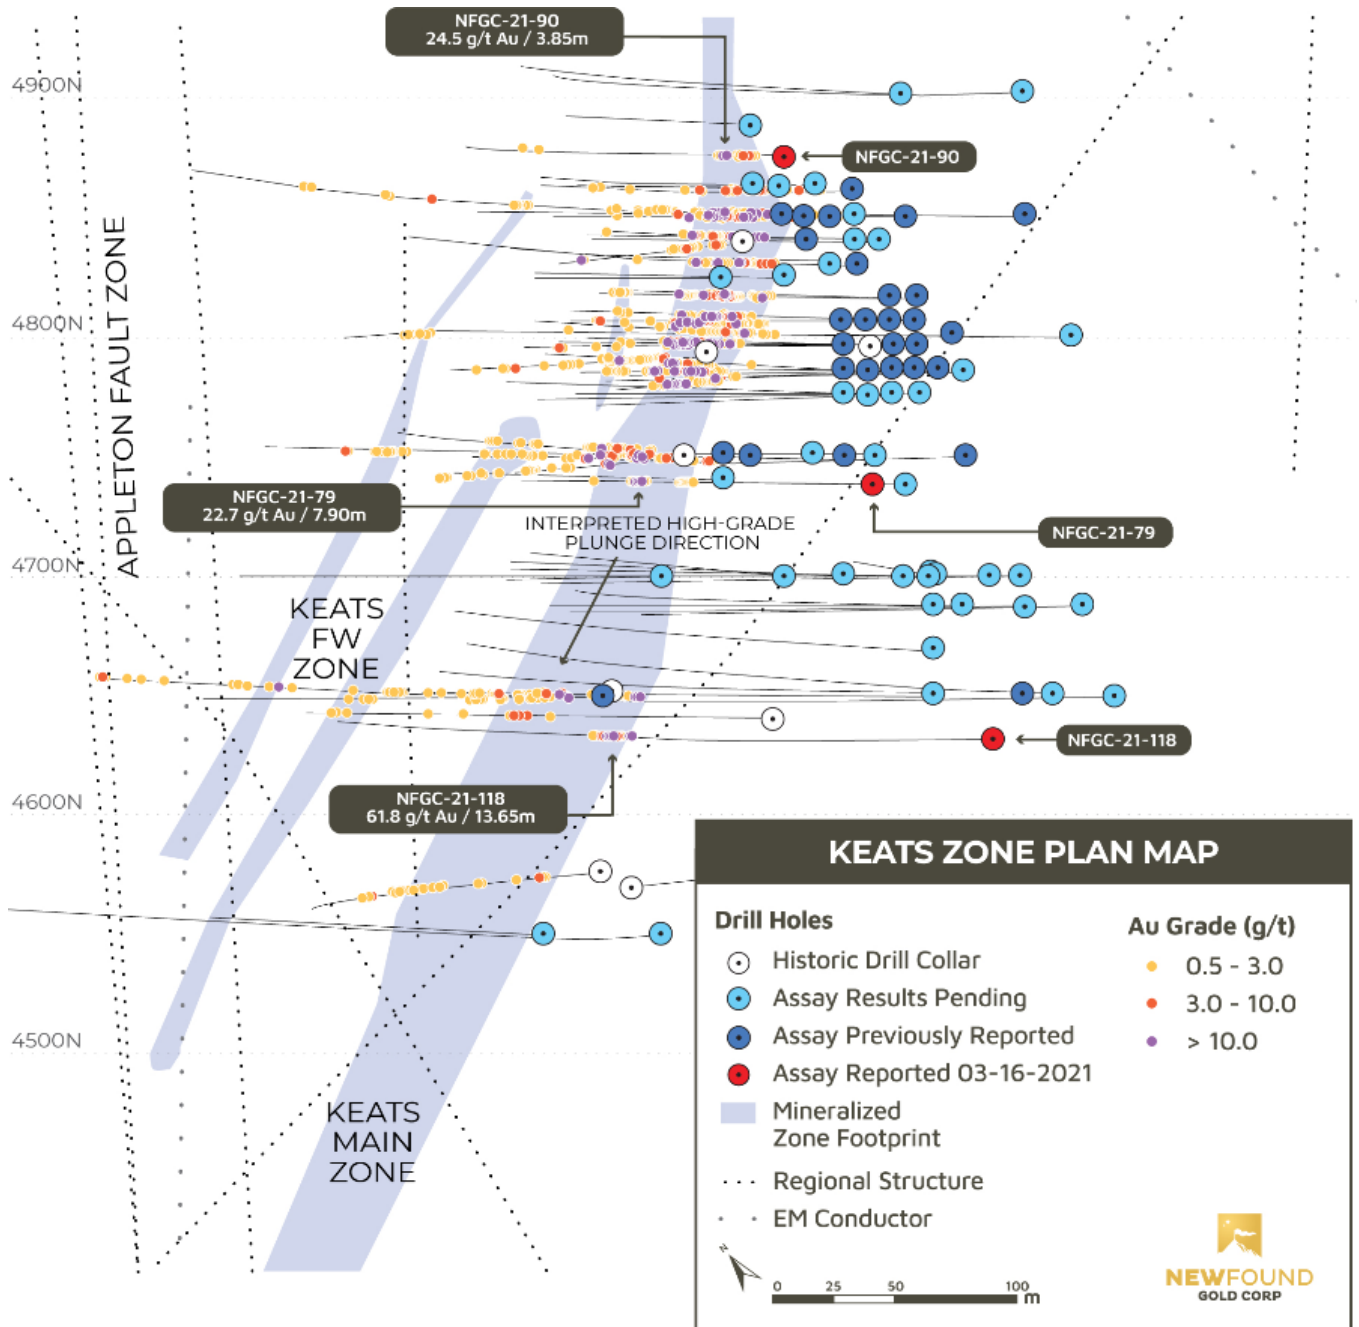 NFGC-21-90
24.5 g/t Au / 3.85m
4900N
NFGC-21-90
APPLETON FAULT ZONE
4800N
NFGC-21-79
22.7 g/t Au / 7.90m
INTERPRETED HIGH-GRADE
PLUNGE DIRECTION
NFGC-21-79
4700N
KEATS
FW
ZONE
NFGC-21-118
4600N
NFGC-21-118
61.8 g/t Au / 13.65m
4500N
KEATS
MAIN
ZONE
KEATS ZONE PLAN MAP
Drill Holes
Historic Drill Collar
Assay Results Pending
Assay Previously Reported
Assay Reported 03-16-2021
Mineralized
Zone Footprint
Regional Structure
EM Conductor
Au Grade (g/t)
0.5 - 3.0
3.0 - 10.0
> 10.0
N
0 25 50 100
m
NEWFOUND
GOLD CORP